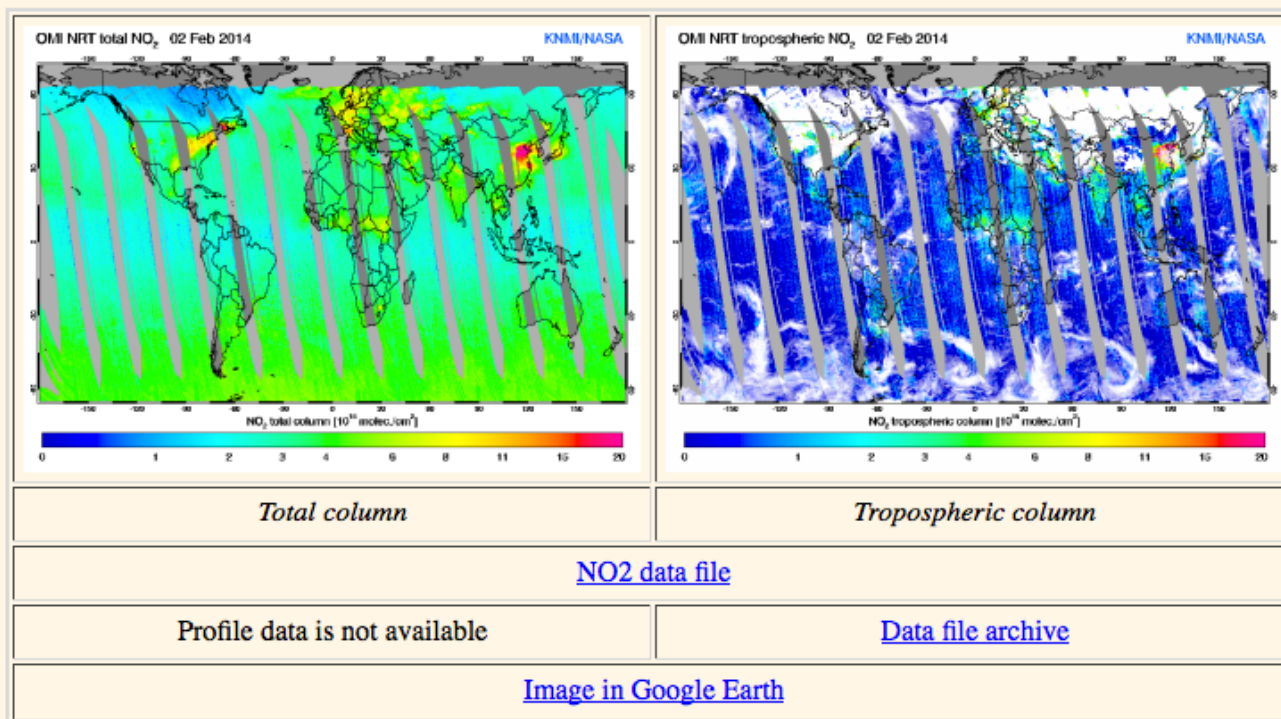 OMI NRT total NO2 02 Feb 2014 KNMI/NASA
NO2 total column [10^15 molec./cm^2]
0 1 2 3 4 6 8 11 15 20
OMI NRT tropospheric NO2 02 Feb 2014 KNMI/NASA
NO2 tropospheric column [10^15 molec./cm^2]
0 1 2 3 4 6 8 11 15 20
Total column
Tropospheric column
NO2 data file
Profile data is not available
Data file archive
Image in Google Earth